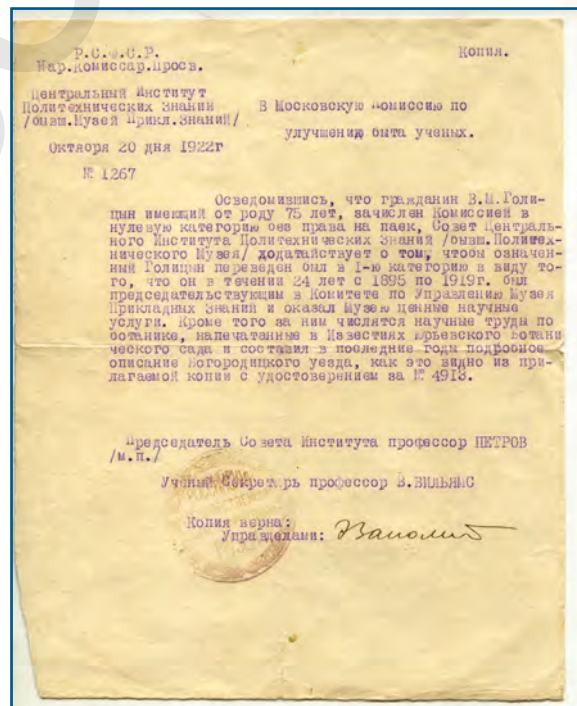 Р.С.Ф.С.Р.
Нар.Комиссар.Просв.
Копия.
Центральный Институт
Политехнических Знаний
/бывш.Музей Прикл.Знаний/
Октября 20 дня 1922г
№ 1267
В Московскую Комиссию по
улучшению быта ученых.
Осведомившись, что гражданин В.М.Голи-
цын имеющий от роду 75 лет, зачислен Комиссией в
нулевую категорию без права на паек, Совет Централь-
ного Института Политехнических Знаний /бывш.Политех-
нического Музея/ ходатайствует о том, чтобы означен-
ный Голицын переведен был в I-ю категорию в виду то-
го, что он в течении 24 лет с 1895 по 1919г. был
председательствующим в Комитете по Управлению Музея
Прикладных Знаний и оказал Музею ценные научные
услуги. Кроме того за ним числятся научные труды по
ботанике, напечатанные в Известиях Юрьевского Ботани
ческого сада и составил в последние годы подробное
описание Богородицкого уезда, как это видно из при-
лагаемой копии с удостоверением за № 4913.
Председатель Совета Института профессор ПЕТРОВ
/м.п./
Ученый Секретарь профессор В.ВИЛЬЯМС
Копия верна:
Управделами: